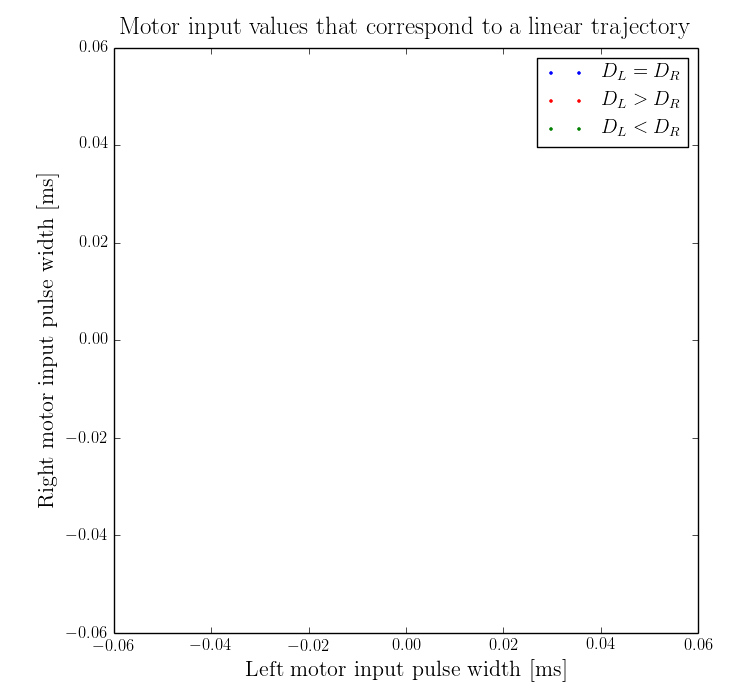 Motor input values that correspond to a linear trajectory
0.06
0.04
0.02
0.00
−0.02
−0.04
−0.06
Right motor input pulse width [ms]
D_L = D_R
D_L > D_R
D_L < D_R
−0.06 −0.04 −0.02 0.00 0.02 0.04 0.06
Left motor input pulse width [ms]